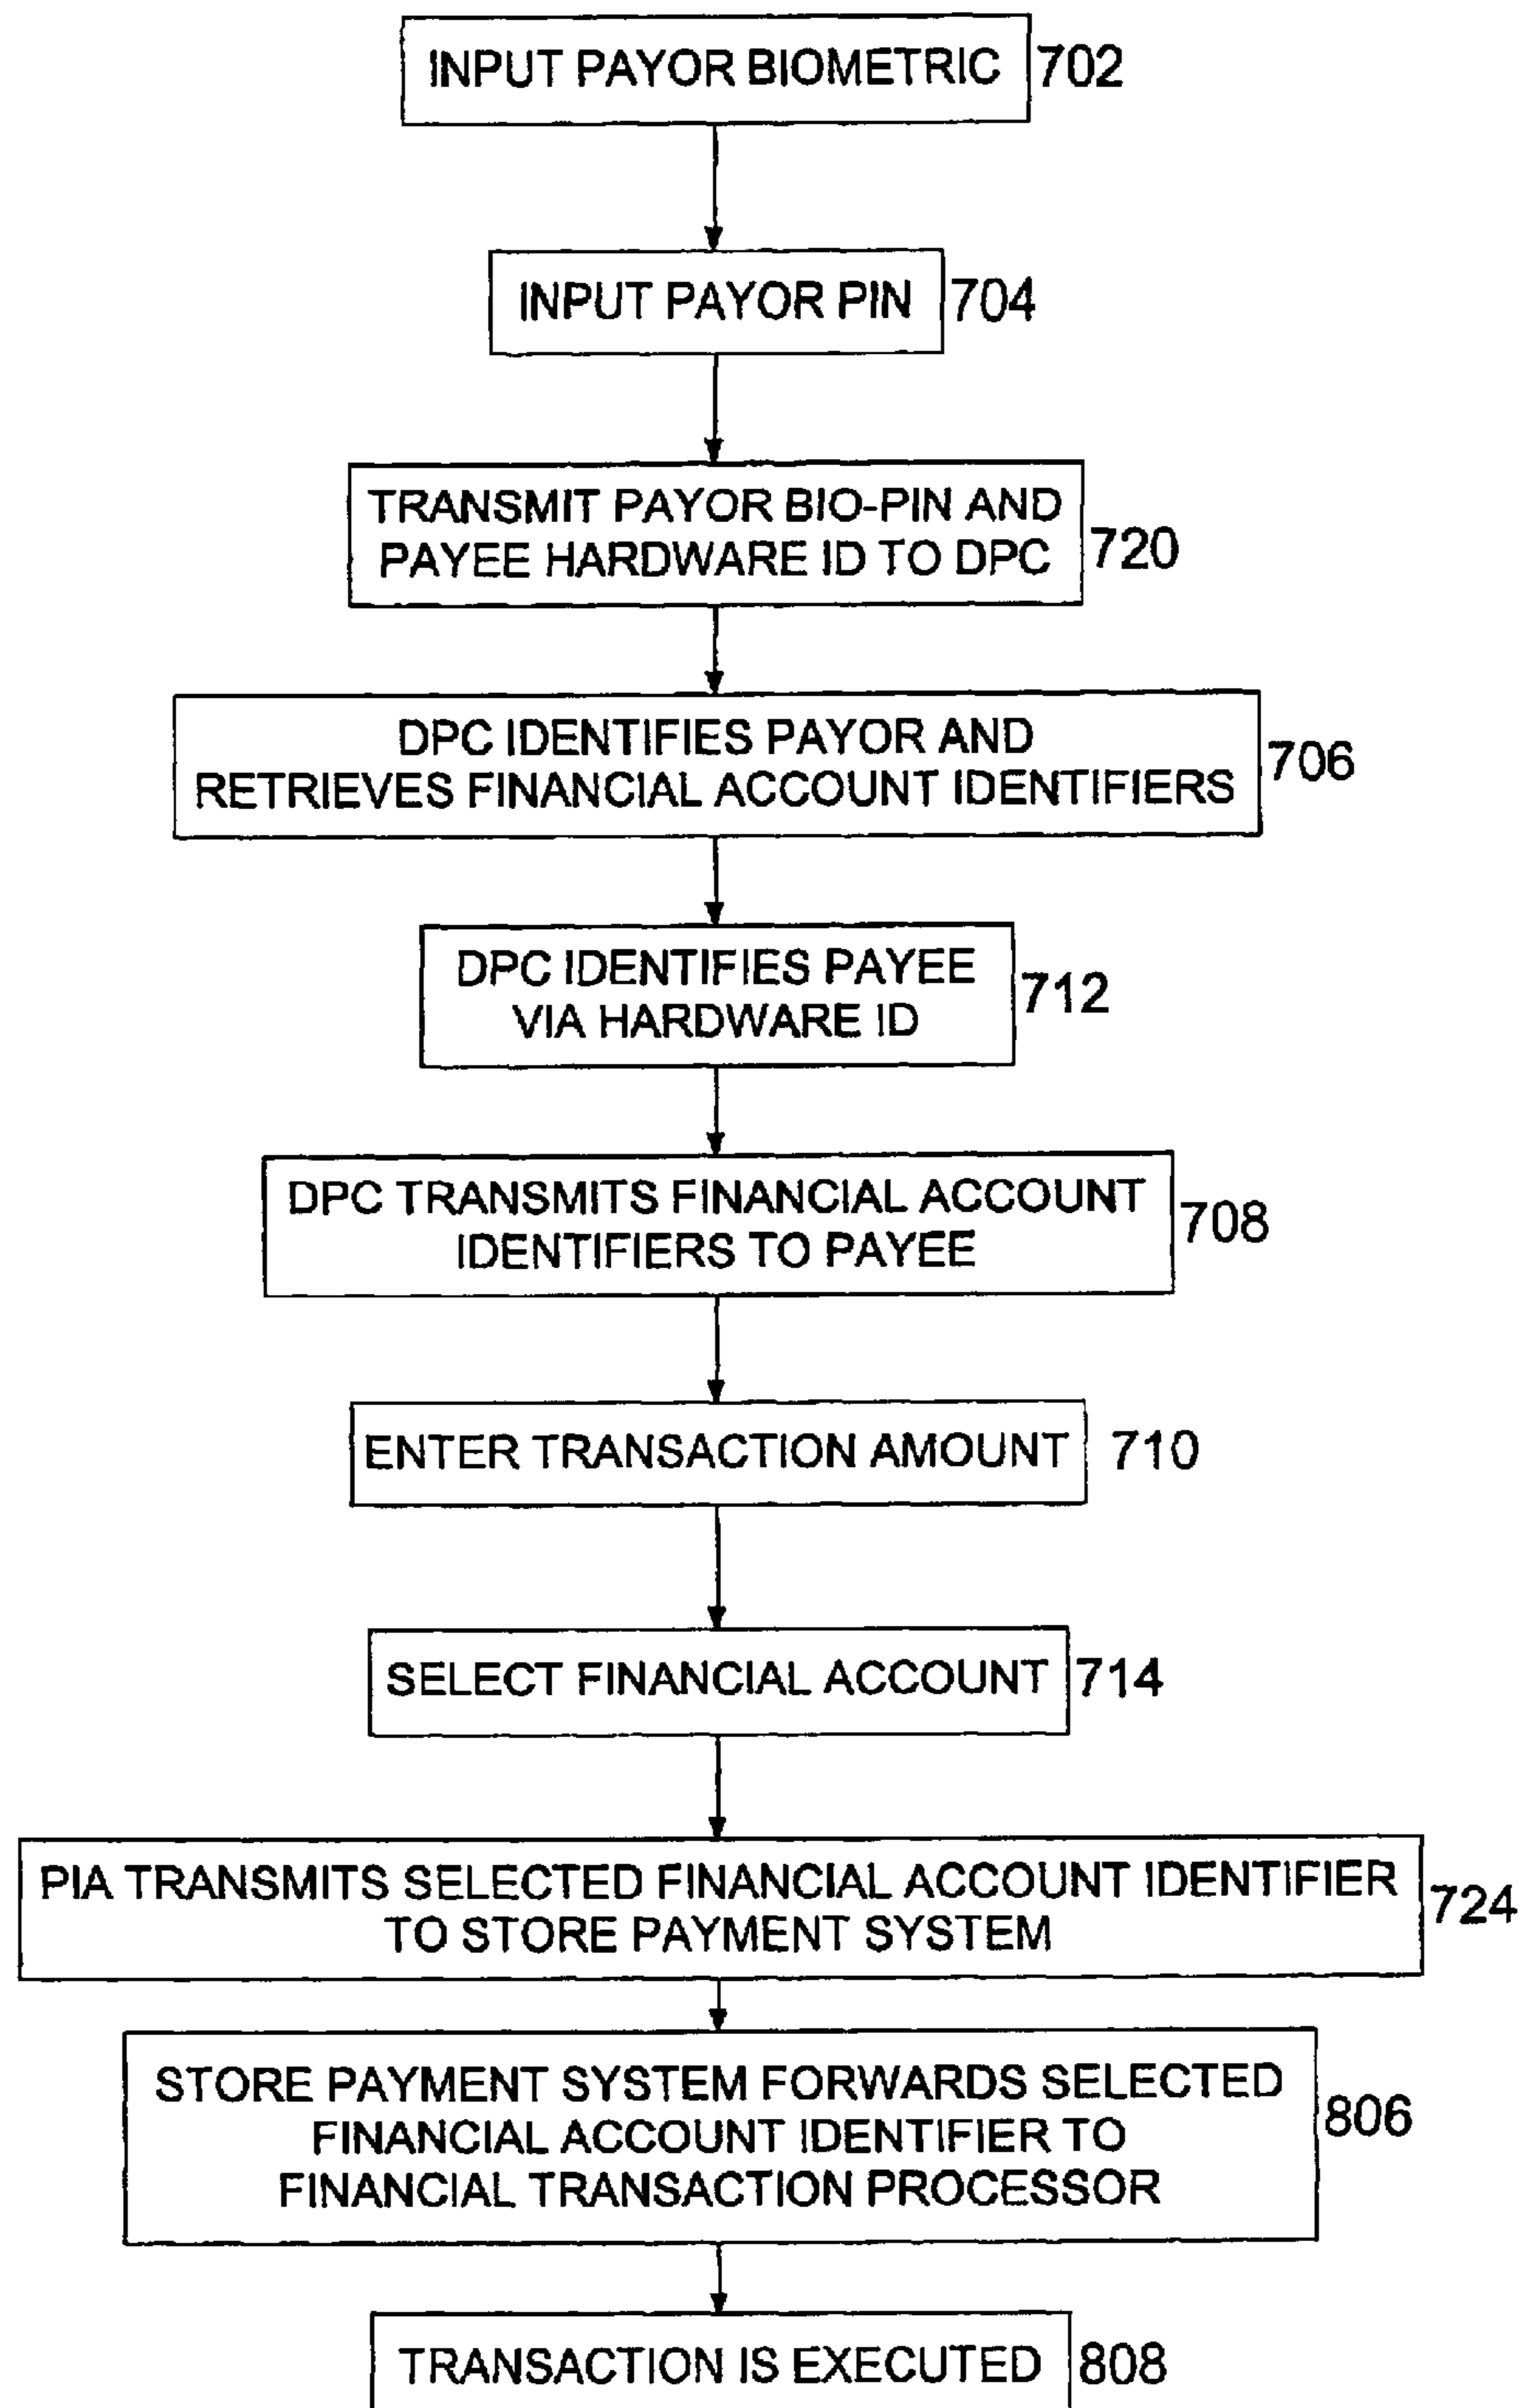 INPUT PAYOR BIOMETRIC 702
INPUT PAYOR PIN 704
TRANSMIT PAYOR BIO-PIN AND
PAYEE HARDWARE ID TO DPC 720
DPC IDENTIFIES PAYOR AND
RETRIEVES FINANCIAL ACCOUNT IDENTIFIERS 706
DPC IDENTIFIES PAYEE
VIA HARDWARE ID 712
DPC TRANSMITS FINANCIAL ACCOUNT
IDENTIFIERS TO PAYEE 708
ENTER TRANSACTION AMOUNT 710
SELECT FINANCIAL ACCOUNT 714
PIA TRANSMITS SELECTED FINANCIAL ACCOUNT IDENTIFIER
TO STORE PAYMENT SYSTEM 724
STORE PAYMENT SYSTEM FORWARDS SELECTED
FINANCIAL ACCOUNT IDENTIFIER TO
FINANCIAL TRANSACTION PROCESSOR 806
TRANSACTION IS EXECUTED 808